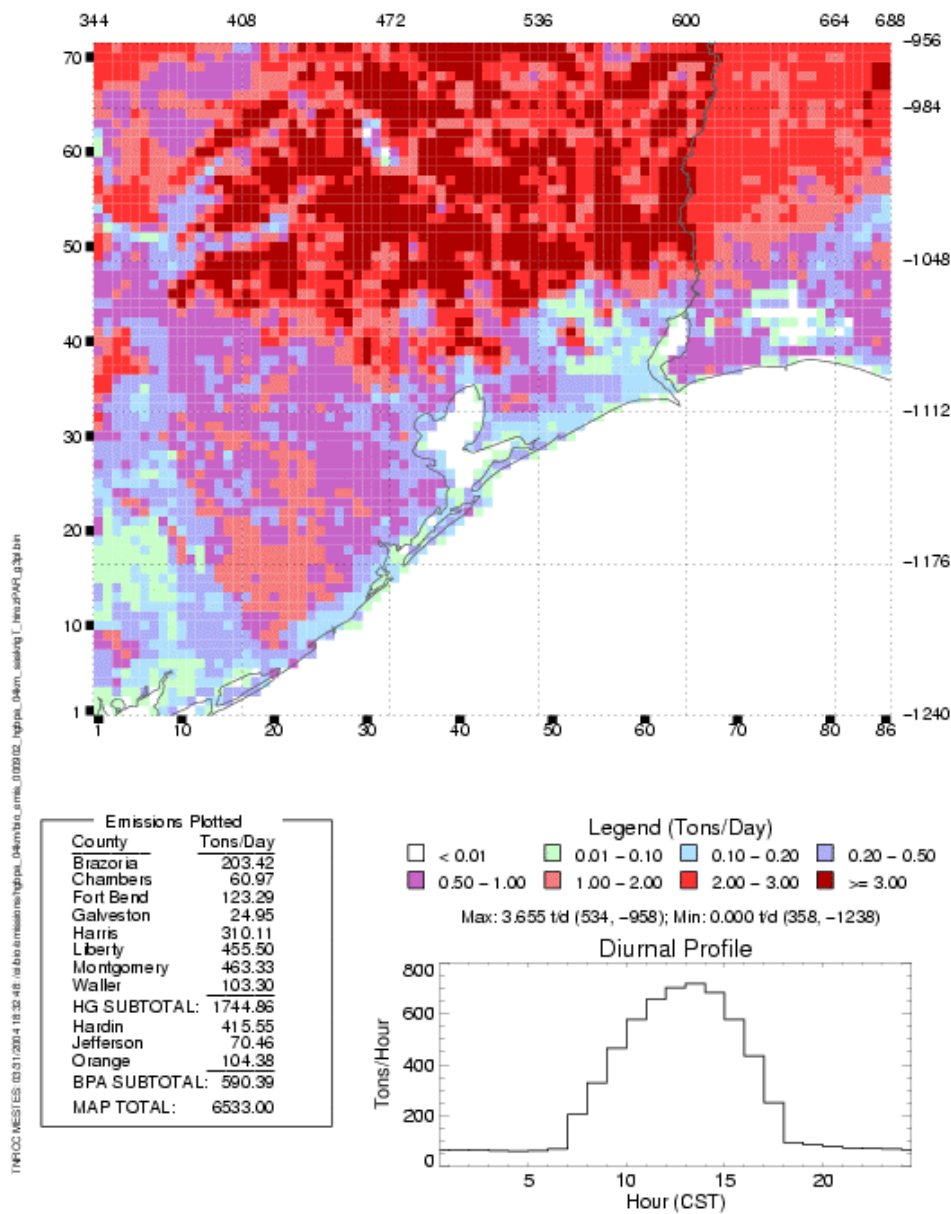 344 408 472 536 600 664 688
70 -956
-984
60
50
-1048
40
-1112
30
20
-1176
10
1 -1240
1 10 20 30 40 50 60 70 80 86
Emissions Plotted
County Tons/Day
Brazoria 203.42
Chambers 60.97
Fort Bend 123.29
Galveston 24.95
Harris 310.11
Liberty 455.50
Montgomery 463.33
Waller 103.30
HG SUBTOTAL: 1744.86
Hardin 415.55
Jefferson 70.46
Orange 104.38
BPA SUBTOTAL: 590.39
MAP TOTAL: 6533.00
Legend (Tons/Day)
< 0.01 0.01 - 0.10 0.10 - 0.20 0.20 - 0.50
0.50 - 1.00 1.00 - 2.00 2.00 - 3.00 >= 3.00
Max: 3.655 t/d (534, -958); Min: 0.000 t/d (358, -1238)
Diurnal Profile
800
600
400
200
0
Tons/Hour
5 10 15 20
Hour (CST)